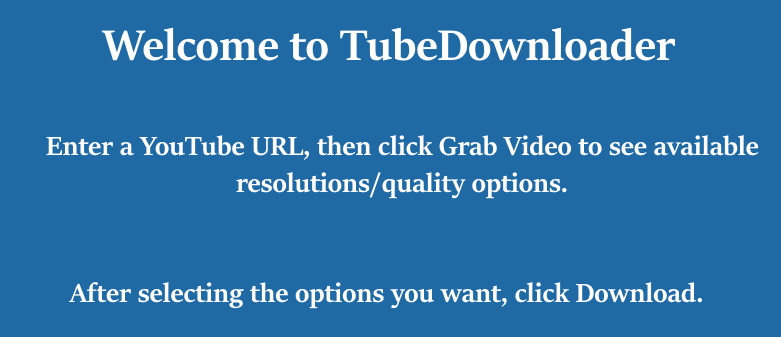 Welcome to TubeDownloader
Enter a YouTube URL, then click Grab Video to see available
resolutions/quality options.
After selecting the options you want, click Download.